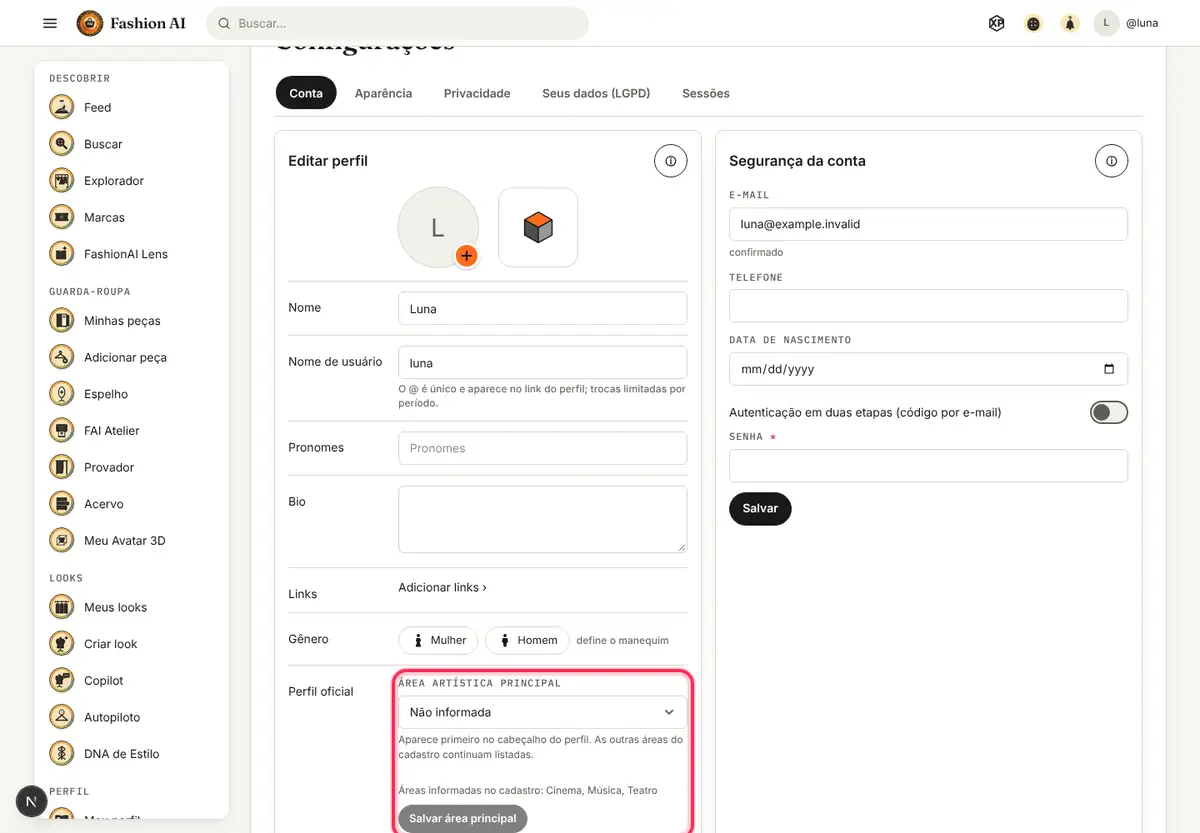 Fashion AI
Buscar...
XP
L
@luna
DESCOBRIR
Feed
Buscar
Explorador
Marcas
FashionAI Lens
GUARDA-ROUPA
Minhas peças
Adicionar peça
Espelho
FAI Atelier
Provador
Acervo
Meu Avatar 3D
LOOKS
Meus looks
Criar look
Copilot
Autopiloto
DNA de Estilo
PERFIL
Meu perfil
N
Configurações
Conta
Aparência
Privacidade
Seus dados (LGPD)
Sessões
Editar perfil
L
Nome
Luna
Nome de usuário
luna
O @ é único e aparece no link do perfil; trocas limitadas por
período.
Pronomes
Pronomes
Bio
Links
Adicionar links ›
Gênero
Mulher
Homem
define o manequim
Perfil oficial
ÁREA ARTÍSTICA PRINCIPAL
Não informada
Aparece primeiro no cabeçalho do perfil. As outras áreas do
cadastro continuam listadas.
Áreas informadas no cadastro: Cinema, Música, Teatro
Salvar área principal
Segurança da conta
E-MAIL
luna@example.invalid
confirmado
TELEFONE
DATA DE NASCIMENTO
mm/dd/yyyy
Autenticação em duas etapas (código por e-mail)
SENHA *
Salvar